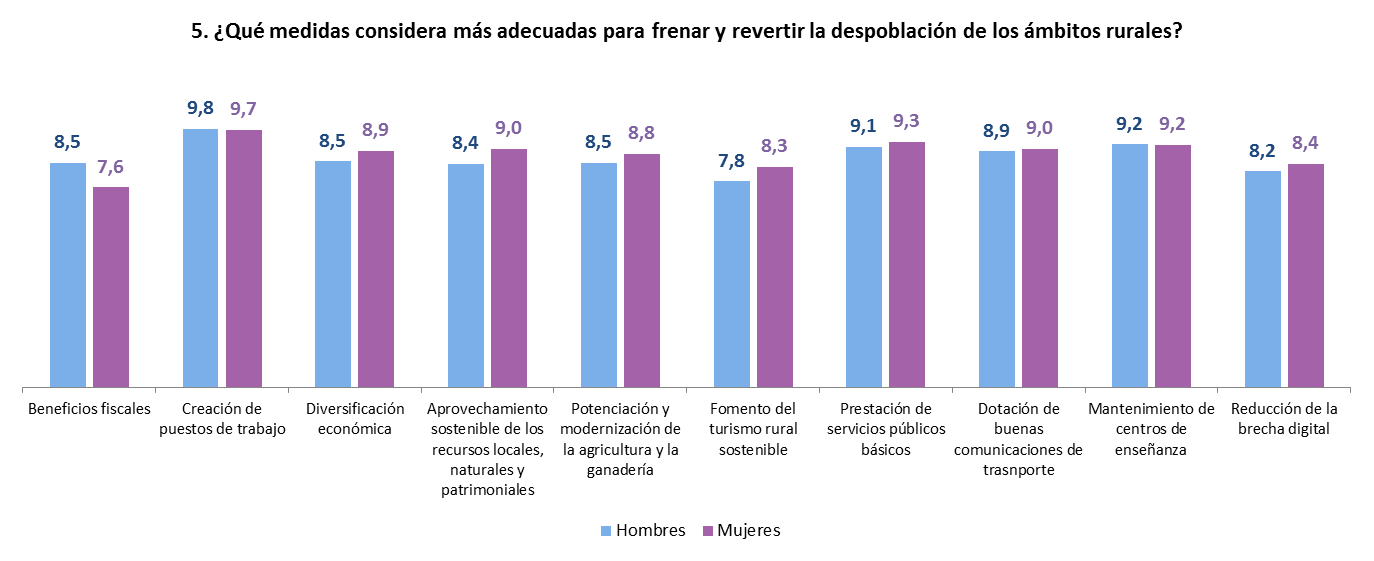 5. ¿Qué medidas considera más adecuadas para frenar y revertir la despoblación de los ámbitos rurales?
8,5
7,6
9,8
9,7
8,5
8,9
8,4
9,0
8,5
8,8
7,8
8,3
9,1
9,3
8,9
9,0
9,2
9,2
8,2
8,4
Beneficios fiscales
Creación de
puestos de trabajo
Diversificación
económica
Aprovechamiento
sostenible de los
recursos locales,
naturales y
patrimoniales
Potenciación y
modernización de
la agricultura y la
ganadería
Fomento del
turismo rural
sostenible
Prestación de
servicios públicos
básicos
Dotación de
buenas
comunicaciones de
trasnporte
Mantenimiento de
centros de
enseñanza
Reducción de la
brecha digital
Hombres
Mujeres